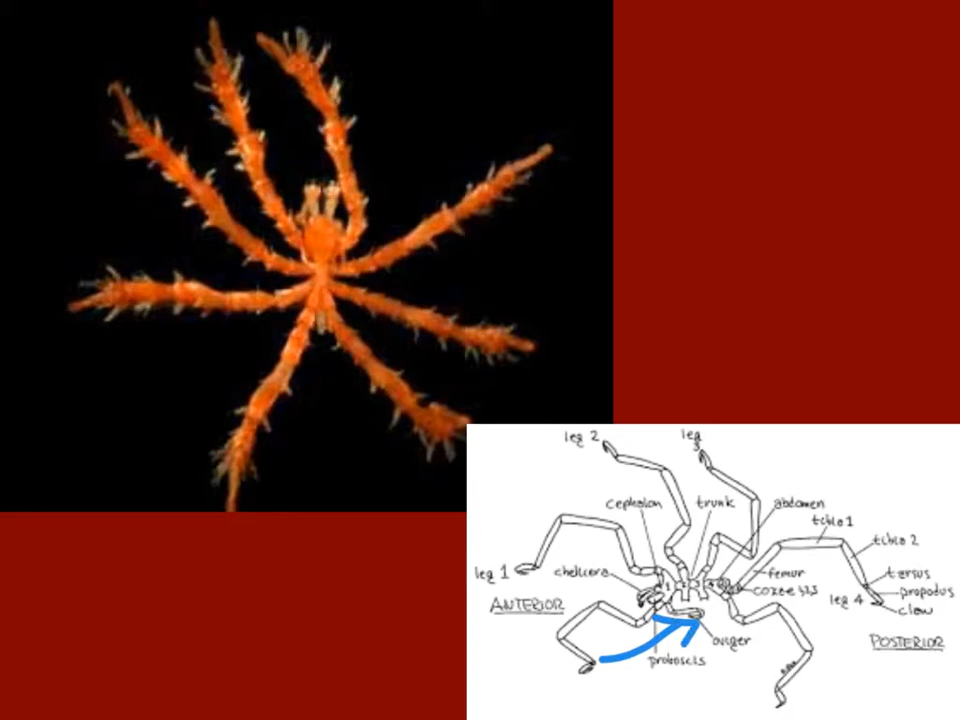 leg 2
leg 3
cephalon
trunk
abdomen
tibia 1
tibia 2
leg 1
chelicera
femur
coxae 1,2,3
tarsus
propodus
leg 4
claw
ANTERIOR
oviger
POSTERIOR
proboscis
1